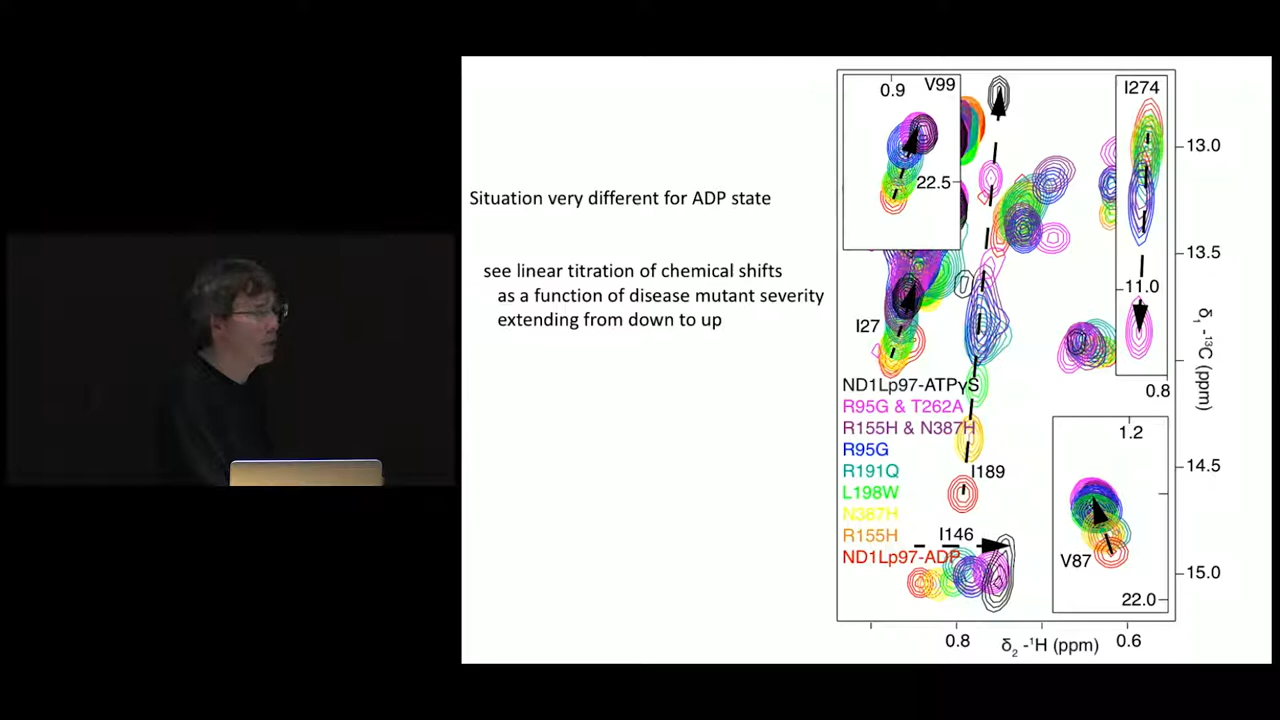 Situation very different for ADP state
see linear titration of chemical shifts
as a function of disease mutant severity
extending from down to up
0.9
V99
22.5
I274
11.0
0.8
13.0
13.5
14.5
15.0
δ₁ -¹³C (ppm)
I27
ND1Lp97-ATPγS
R95G & T262A
R155H & N387H
R95G
R191Q
L198W
N387H
R155H
ND1Lp97-ADP
I189
I146
1.2
V87
22.0
0.8
0.6
δ₂ -¹H (ppm)